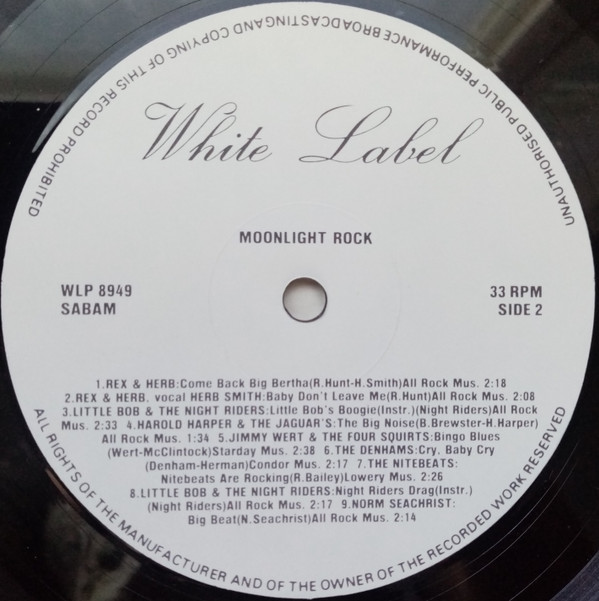 UNAUTHORISED PUBLIC PERFORMANCE BROADCASTING AND COPYING OF THIS RECORD PROHIBITED
White Label
MOONLIGHT ROCK
WLP 8949
SABAM
33 RPM
SIDE 2
1.REX & HERB:Come Back Big Bertha(R.Hunt-H.Smith)All Rock Mus. 2:18
2.REX & HERB. vocal HERB SMITH:Baby Don't Leave Me(R.Hunt)All Rock Mus. 2:08
3.LITTLE BOB & THE NIGHT RIDERS:Little Bob's Boogie(Instr.)(Night Riders)All Rock
Mus. 2:33 4.HAROLD HARPER & THE JAGUAR'S:The Big Noise(B.Brewster-H.Harper)
All Rock Mus. 1:34 5.JIMMY WERT & THE FOUR SQUIRTS:Bingo Blues
(Wert-McClintock)Starday Mus. 2:38 6.THE DENHAMS:Cry, Baby Cry
(Denham-Herman)Condor Mus. 2:17 7.THE NITEBEATS:
Nitebeats Are Rocking(R.Bailey)Lowery Mus. 2:26
8.LITTLE BOB & THE NIGHT RIDERS:Night Riders Drag(Instr.)
(Night Riders)All Rock Mus. 2:17 9.NORM SEACHRIST:
Big Beat(N.Seachrist)All Rock Mus. 2:14
ALL RIGHTS OF THE MANUFACTURER AND OF THE OWNER OF THE RECORDED WORK RESERVED